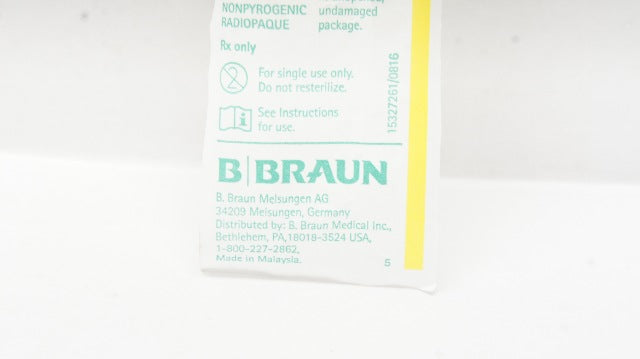 NONPYROGENIC
RADIOPAQUE
undamaged
package.
Rx only
For single use only.
Do not resterilize.
See Instructions
for use.
15327261/0816
B|BRAUN
B. Braun Melsungen AG
34209 Melsungen, Germany
Distributed by: B. Braun Medical Inc.,
Bethlehem, PA,18018-3524 USA,
1-800-227-2862,
Made in Malaysia.
5